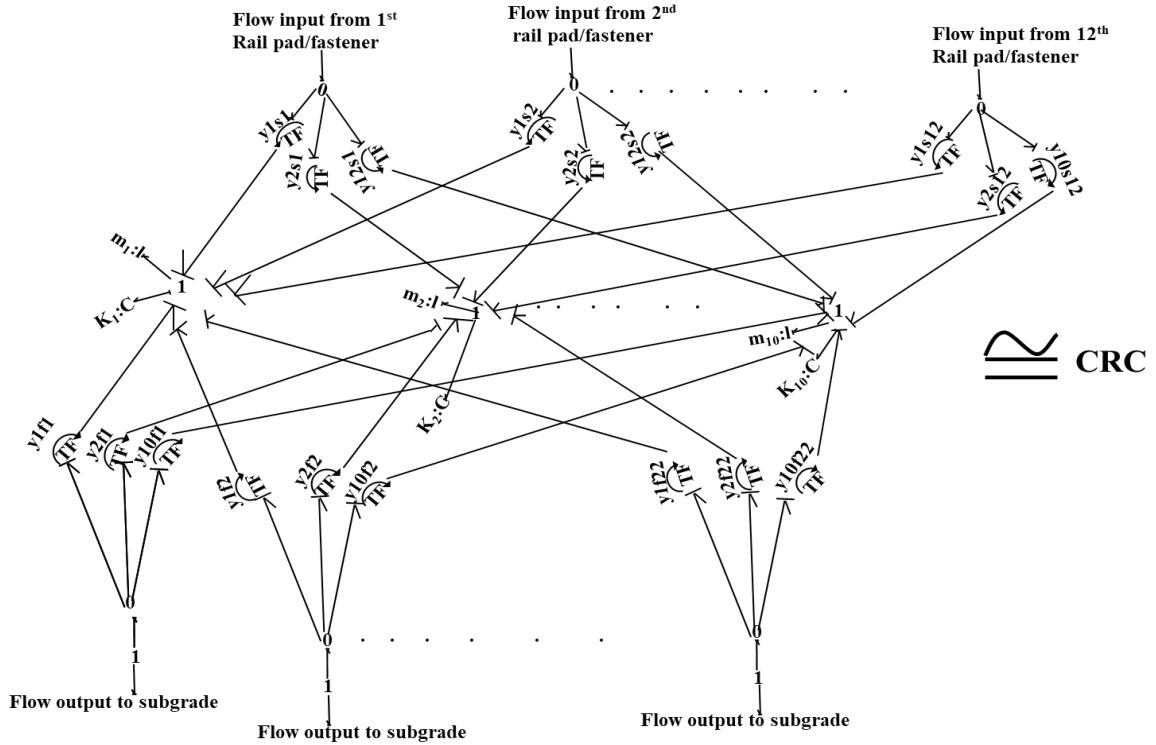 Flow input from 1st
Rail pad/fastener
Flow input from 2nd
rail pad/fastener
Flow input from 12th
Rail pad/fastener
0
0
0
y1s1
TF
y2s1
TF
y12s1
TF
y1s2
TF
y2s2
TF
y12s2
TF
y1s12
TF
y2s12
TF
y10s12
TF
m1:I
1
K1:C
m2:I
1
K2:C
m10:I
1
K10:C
CRC
y1f1
TF
y2f1
TF
y10f1
TF
y1f2
TF
y2f2
TF
y10f2
TF
y1f22
TF
y2f22
TF
y10f22
TF
0
0
0
1
1
1
Flow output to subgrade
Flow output to subgrade
Flow output to subgrade